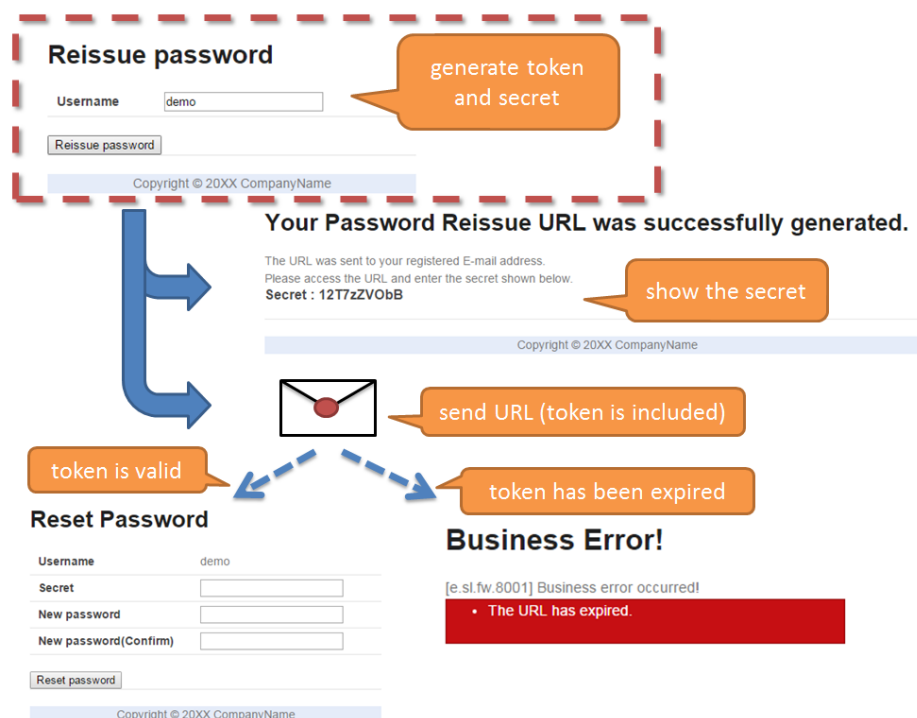 Reissue password
generate token
and secret
Username demo
Reissue password
Copyright © 20XX CompanyName
Your Password Reissue URL was successfully generated.
The URL was sent to your registered E-mail address.
Please access the URL and enter the secret shown below.
Secret : 12T7zZVObB
show the secret
Copyright © 20XX CompanyName
send URL (token is included)
token is valid
token has been expired
Reset Password
Username demo
Secret
New password
New password(Confirm)
Reset password
Copyright © 20XX CompanyName
Business Error!
[e.sl.fw.8001] Business error occurred!
• The URL has expired.